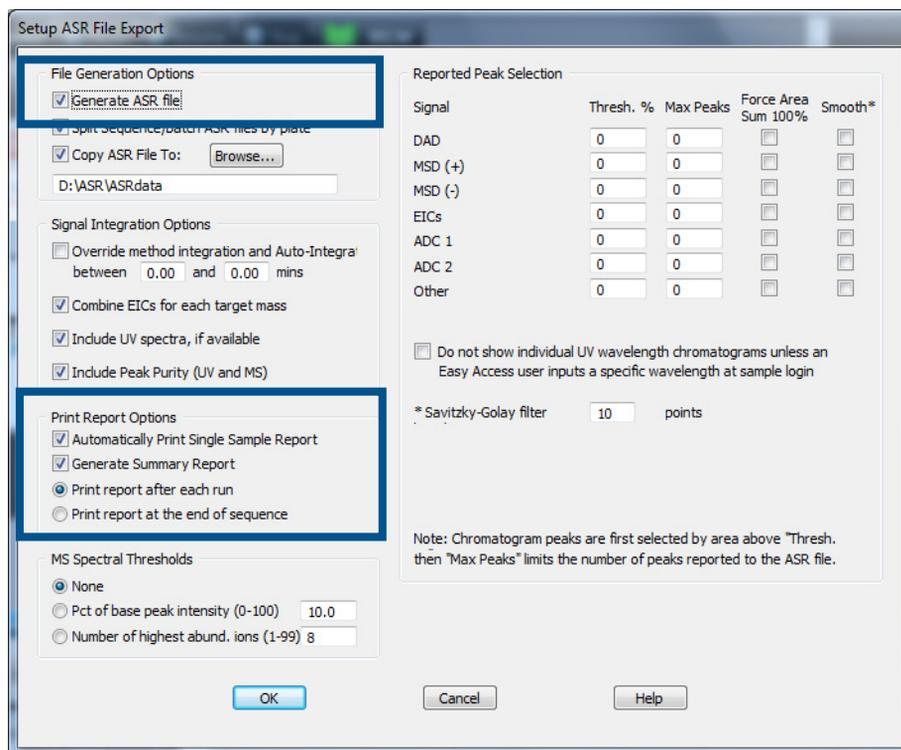 Setup ASR File Export
File Generation Options
Generate ASR file
Split Sequence/Batch ASR files by plate
Copy ASR File To:
Browse...
D:\ASR\ASRdata
Signal Integration Options
Override method integration and Auto-Integrat
between 0.00 and 0.00 mins
Combine EICs for each target mass
Include UV spectra, if available
Include Peak Purity (UV and MS)
Print Report Options
Automatically Print Single Sample Report
Generate Summary Report
Print report after each run
Print report at the end of sequence
MS Spectral Thresholds
None
Pct of base peak intensity (0-100) 10.0
Number of highest abund. ions (1-99) 8
Reported Peak Selection
Signal Thresh. % Max Peaks Force Area Sum 100% Smooth*
DAD 0 0
MSD (+) 0 0
MSD (-) 0 0
EICs 0 0
ADC 1 0 0
ADC 2 0 0
Other 0 0
Do not show individual UV wavelength chromatograms unless an
Easy Access user inputs a specific wavelength at sample login
* Savitzky-Golay filter 10 points
Note: Chromatogram peaks are first selected by area above "Thresh.
then "Max Peaks" limits the number of peaks reported to the ASR file.
OK Cancel Help